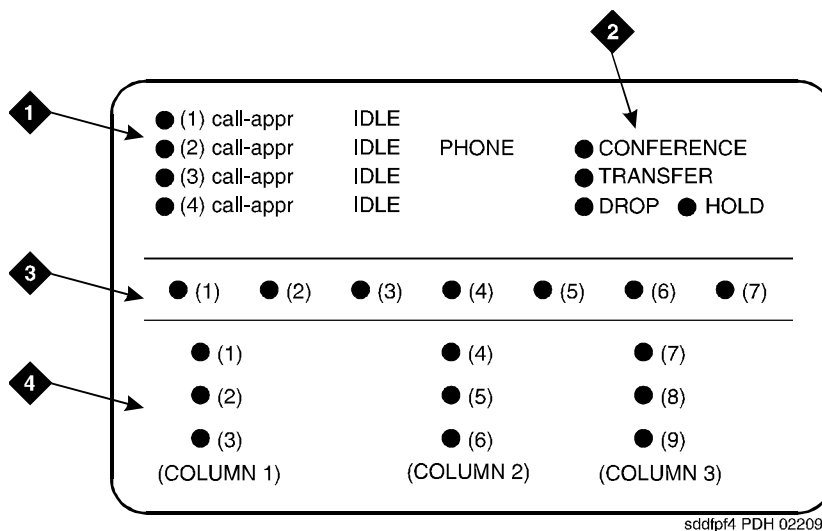 2
1
(1) call-appr IDLE
(2) call-appr IDLE PHONE CONFERENCE
(3) call-appr IDLE TRANSFER
(4) call-appr IDLE DROP HOLD
3
(1) (2) (3) (4) (5) (6) (7)
(1) (4) (7)
4
(2) (5) (8)
(3) (6) (9)
(COLUMN 1) (COLUMN 2) (COLUMN 3)
sddfpf4 PDH 02209